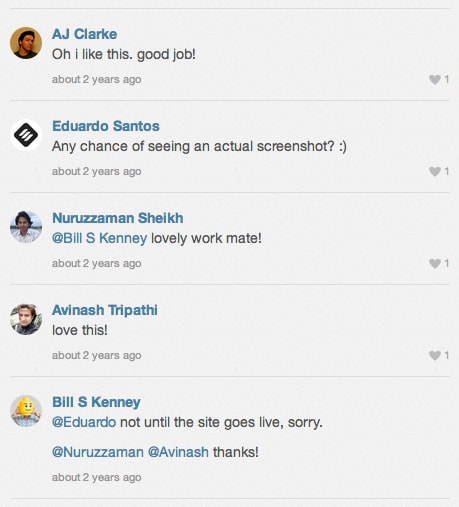 AJ Clarke
Oh i like this. good job!
about 2 years ago
1
Eduardo Santos
Any chance of seeing an actual screenshot? :)
about 2 years ago
1
Nuruzzaman Sheikh
@Bill S Kenney lovely work mate!
about 2 years ago
1
Avinash Tripathi
love this!
about 2 years ago
1
Bill S Kenney
@Eduardo not until the site goes live, sorry.
@Nuruzzaman @Avinash thanks!
about 2 years ago